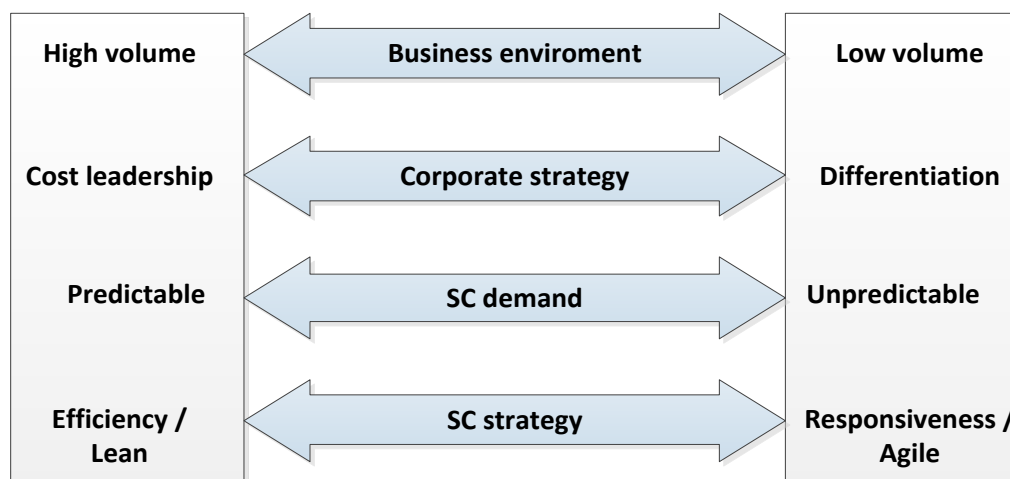 High volume Business enviroment Low volume
Cost leadership Corporate strategy Differentiation
Predictable SC demand Unpredictable
Efficiency / SC strategy Responsiveness /
Lean Agile